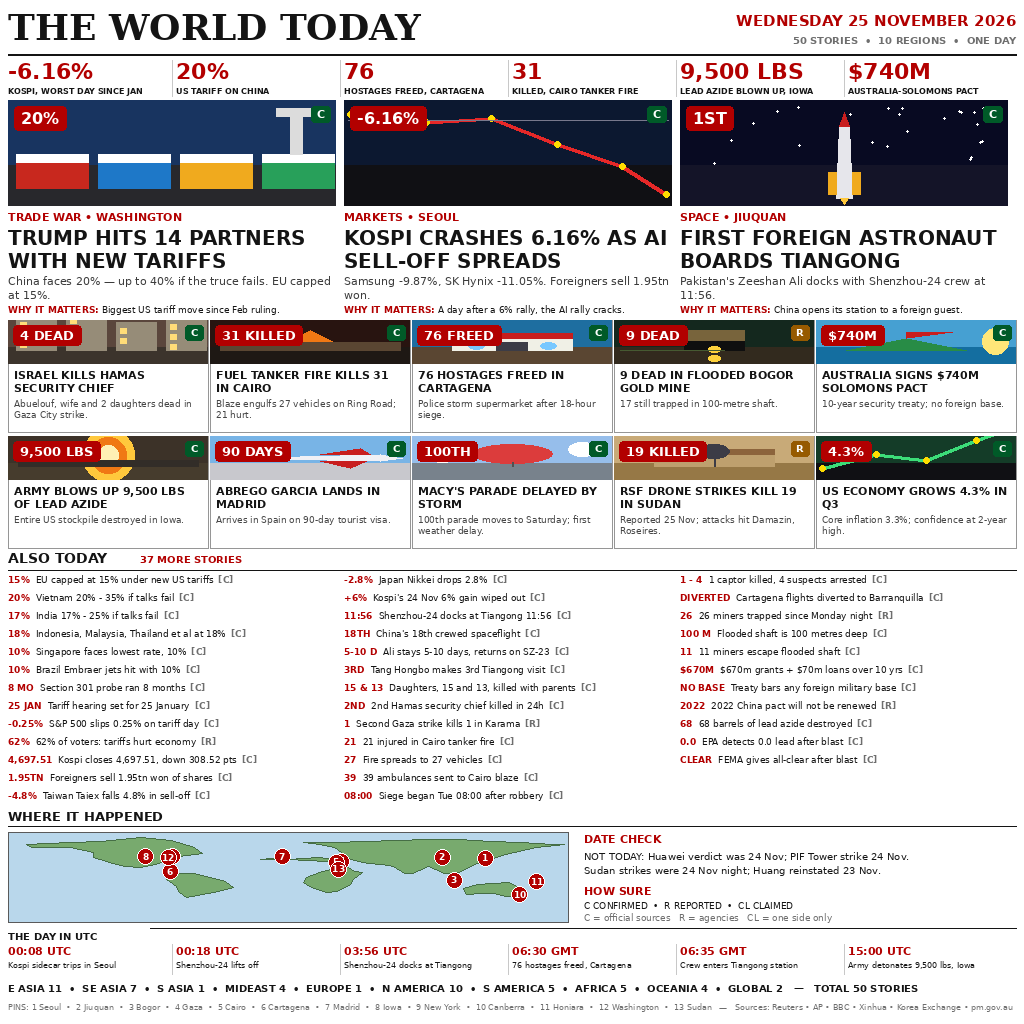 THE WORLD TODAY
WEDNESDAY 25 NOVEMBER 2026
50 STORIES • 10 REGIONS • ONE DAY
-6.16%
KOSPI, WORST DAY SINCE JAN
20%
US TARIFF ON CHINA
76
HOSTAGES FREED, CARTAGENA
31
KILLED, CAIRO TANKER FIRE
9,500 LBS
LEAD AZIDE BLOWN UP, IOWA
$740M
AUSTRALIA-SOLOMONS PACT
20%
C
TRADE WAR • WASHINGTON
TRUMP HITS 14 PARTNERS
WITH NEW TARIFFS
China faces 20% — up to 40% if the truce fails. EU capped
at 15%.
WHY IT MATTERS: Biggest US tariff move since Feb ruling.
-6.16%
C
MARKETS • SEOUL
KOSPI CRASHES 6.16% AS AI
SELL-OFF SPREADS
Samsung -9.87%, SK Hynix -11.05%. Foreigners sell 1.95tn
won.
WHY IT MATTERS: A day after a 6% rally, the AI rally cracks.
1ST
C
SPACE • JIUQUAN
FIRST FOREIGN ASTRONAUT
BOARDS TIANGONG
Pakistan's Zeeshan Ali docks with Shenzhou-24 crew at
11:56.
WHY IT MATTERS: China opens its station to a foreign guest.
4 DEAD
C
ISRAEL KILLS HAMAS
SECURITY CHIEF
Abuelouf, wife and 2 daughters dead in
Gaza City strike.
31 KILLED
C
FUEL TANKER FIRE KILLS 31
IN CAIRO
Blaze engulfs 27 vehicles on Ring Road;
21 hurt.
76 FREED
C
76 HOSTAGES FREED IN
CARTAGENA
Police storm supermarket after 18-hour
siege.
9 DEAD
R
9 DEAD IN FLOODED BOGOR
GOLD MINE
17 still trapped in 100-metre shaft.
$740M
C
AUSTRALIA SIGNS $740M
SOLOMONS PACT
10-year security treaty; no foreign base.
9,500 LBS
C
ARMY BLOWS UP 9,500 LBS
OF LEAD AZIDE
Entire US stockpile destroyed in Iowa.
90 DAYS
C
ABREGO GARCIA LANDS IN
MADRID
Arrives in Spain on 90-day tourist visa.
100TH
C
MACY'S PARADE DELAYED BY
STORM
100th parade moves to Saturday; first
weather delay.
19 KILLED
R
RSF DRONE STRIKES KILL 19
IN SUDAN
Reported 25 Nov; attacks hit Damazin,
Roseires.
4.3%
C
US ECONOMY GROWS 4.3% IN
Q3
Core inflation 3.3%; confidence at 2-year
high.
ALSO TODAY
37 MORE STORIES
15% EU capped at 15% under new US tariffs [C]
20% Vietnam 20% - 35% if talks fail [C]
17% India 17% - 25% if talks fail [C]
18% Indonesia, Malaysia, Thailand et al at 18% [C]
10% Singapore faces lowest rate, 10% [C]
10% Brazil Embraer jets hit with 10% [C]
8 MO Section 301 probe ran 8 months [C]
25 JAN Tariff hearing set for 25 January [C]
-0.25% S&P 500 slips 0.25% on tariff day [C]
62% 62% of voters: tariffs hurt economy [R]
4,697.51 Kospi closes 4,697.51, down 308.52 pts [C]
1.95TN Foreigners sell 1.95tn won of shares [C]
-4.8% Taiwan Taiex falls 4.8% in sell-off [C]
-2.8% Japan Nikkei drops 2.8% [C]
+6% Kospi's 24 Nov 6% gain wiped out [C]
11:56 Shenzhou-24 docks at Tiangong 11:56 [C]
18TH China's 18th crewed spaceflight [C]
5-10 D Ali stays 5-10 days, returns on SZ-23 [C]
3RD Tang Hongbo makes 3rd Tiangong visit [C]
15 & 13 Daughters, 15 and 13, killed with parents [C]
2ND 2nd Hamas security chief killed in 24h [C]
1 Second Gaza strike kills 1 in Karama [R]
21 21 injured in Cairo tanker fire [C]
27 Fire spreads to 27 vehicles [C]
39 39 ambulances sent to Cairo blaze [C]
08:00 Siege began Tue 08:00 after robbery [C]
1 - 4 1 captor killed, 4 suspects arrested [C]
DIVERTED Cartagena flights diverted to Barranquilla [C]
26 26 miners trapped since Monday night [R]
100 M Flooded shaft is 100 metres deep [C]
11 11 miners escape flooded shaft [C]
$670M $670m grants + $70m loans over 10 yrs [C]
NO BASE Treaty bars any foreign military base [C]
2022 2022 China pact will not be renewed [R]
68 68 barrels of lead azide destroyed [C]
0.0 EPA detects 0.0 lead after blast [C]
CLEAR FEMA gives all-clear after blast [C]
WHERE IT HAPPENED
8
12
6
7
13
2
1
3
10
11
DATE CHECK
NOT TODAY: Huawei verdict was 24 Nov; PIF Tower strike 24 Nov.
Sudan strikes were 24 Nov night; Huang reinstated 23 Nov.
HOW SURE
C CONFIRMED • R REPORTED • CL CLAIMED
C = official sources R = agencies CL = one side only
THE DAY IN UTC
00:08 UTC
Kospi sidecar trips in Seoul
00:18 UTC
Shenzhou-24 lifts off
03:56 UTC
Shenzhou-24 docks at Tiangong
06:30 GMT
76 hostages freed, Cartagena
06:35 GMT
Crew enters Tiangong station
15:00 UTC
Army detonates 9,500 lbs, Iowa
E ASIA 11 • SE ASIA 7 • S ASIA 1 • MIDEAST 4 • EUROPE 1 • N AMERICA 10 • S AMERICA 5 • AFRICA 5 • OCEANIA 4 • GLOBAL 2 — TOTAL 50 STORIES
PINS: 1 Seoul • 2 Jiuquan • 3 Bogor • 4 Gaza • 5 Cairo • 6 Cartagena • 7 Madrid • 8 Iowa • 9 New York • 10 Canberra • 11 Honiara • 12 Washington • 13 Sudan — Sources: Reuters • AP • BBC • Xinhua • Korea Exchange • pm.gov.au